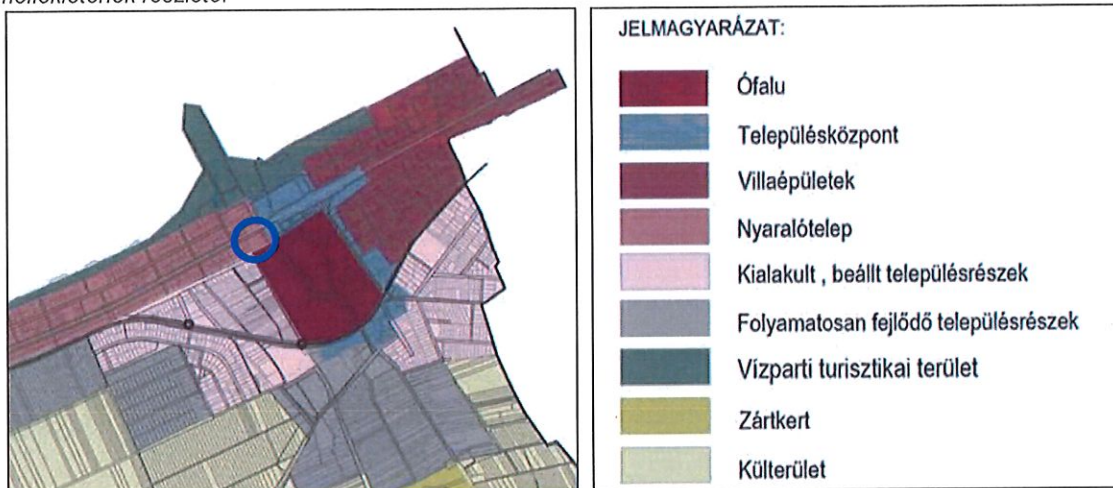 JELMAGYARÁZAT:
Ófalu
Településközpont
Villaépületek
Nyaralótelep
Kialakult , beállt településrészek
Folyamatosan fejlődő településrészek
Vízparti turisztikai terület
Zártkert
Külterület